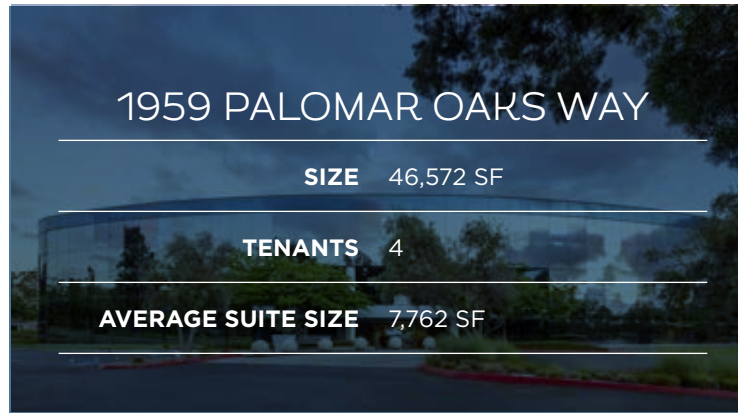 1959 PALOMAR OAKS WAY
SIZE 46,572 SF
TENANTS 4
AVERAGE SUITE SIZE 7,762 SF